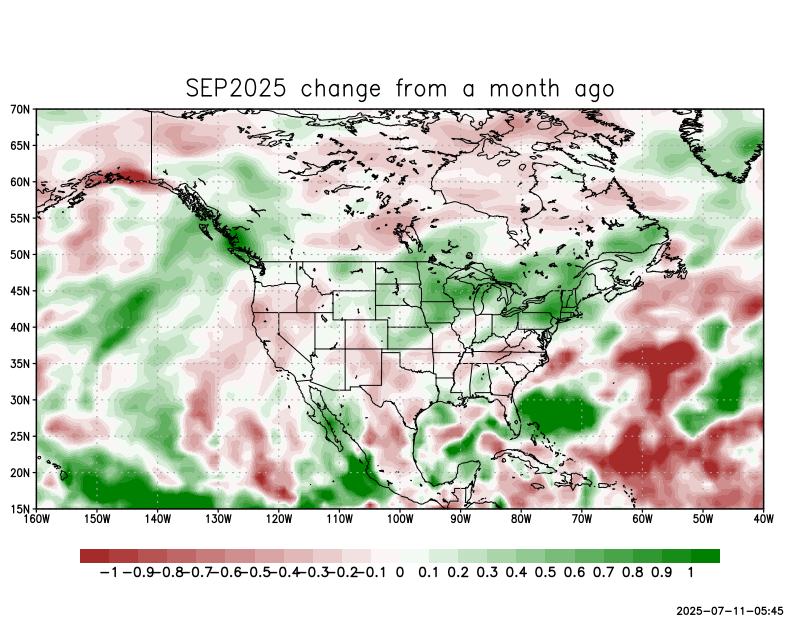 SEP2025 change from a month ago
70N
65N
60N
55N
50N
45N
40N
35N
30N
25N
20N
15N
160W 150W 140W 130W 120W 110W 100W 90W 80W 70W 60W 50W 40W
-1 -0.9 -0.8 -0.7 -0.6 -0.5 -0.4 -0.3 -0.2 -0.1 0 0.1 0.2 0.3 0.4 0.5 0.6 0.7 0.8 0.9 1
2025-07-11-05:45